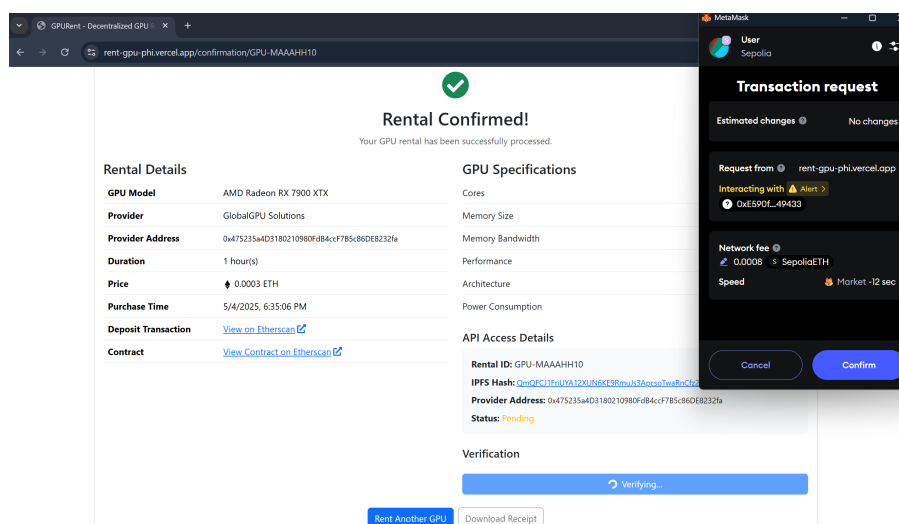 GPURent - Decentralized GPU R
rent-gpu-phi.vercel.app/confirmation/GPU-MAAAHH10
Rental Confirmed!
Your GPU rental has been successfully processed.
Rental Details
GPU Model AMD Radeon RX 7900 XTX
Provider GlobalGPU Solutions
Provider Address 0x475235a4D3180210980FdB4ccF7B5c86DE8232fa
Duration 1 hour(s)
Price 0.0003 ETH
Purchase Time 5/4/2025, 6:35:06 PM
Deposit Transaction View on Etherscan
Contract View Contract on Etherscan
GPU Specifications
Cores
Memory Size
Memory Bandwidth
Performance
Architecture
Power Consumption
API Access Details
Rental ID: GPU-MAAAHH10
IPFS Hash: QmQFCJ1FriUYA12XUN6KE9RmuJs3ApcsoTwaRnCfz2
Provider Address: 0x475235a4D3180210980FdB4ccF7B5c86DE8232fa
Status: Pending
Verification
Verifying...
Rent Another GPU
Download Receipt
MetaMask
User
Sepolia
Transaction request
Estimated changes No changes
Request from rent-gpu-phi.vercel.app
Interacting with Alert >
0xE590f...49433
Network fee
0.0008 S SepoliaETH
Speed Market ~12 sec
Cancel Confirm